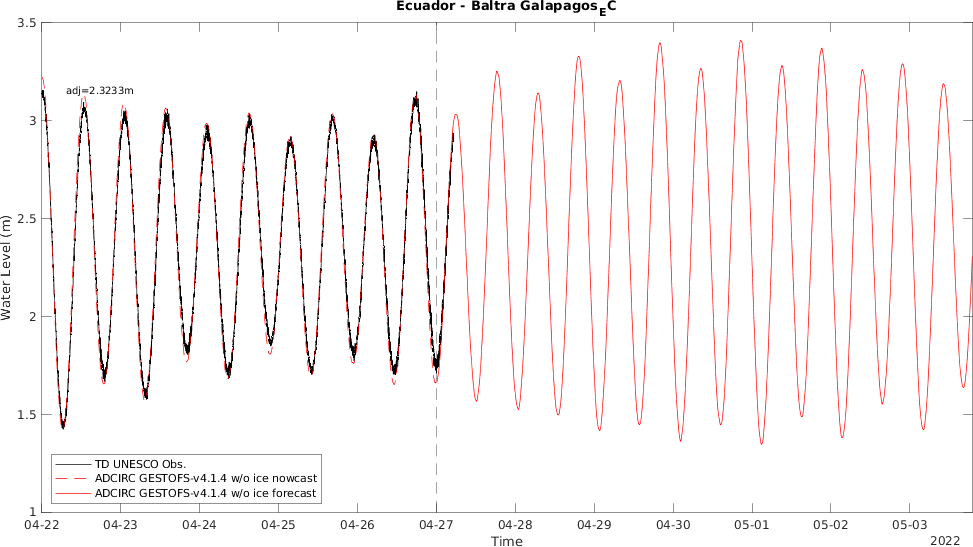 Ecuador - Baltra GalapagosEC
adj=2.3233m
3.5
3
2.5
2
1.5
1
Water Level (m)
TD UNESCO Obs.
ADCIRC GESTOFS-v4.1.4 w/o ice nowcast
ADCIRC GESTOFS-v4.1.4 w/o ice forecast
04-22 04-23 04-24 04-25 04-26 04-27 04-28 04-29 04-30 05-01 05-02 05-03
Time
2022